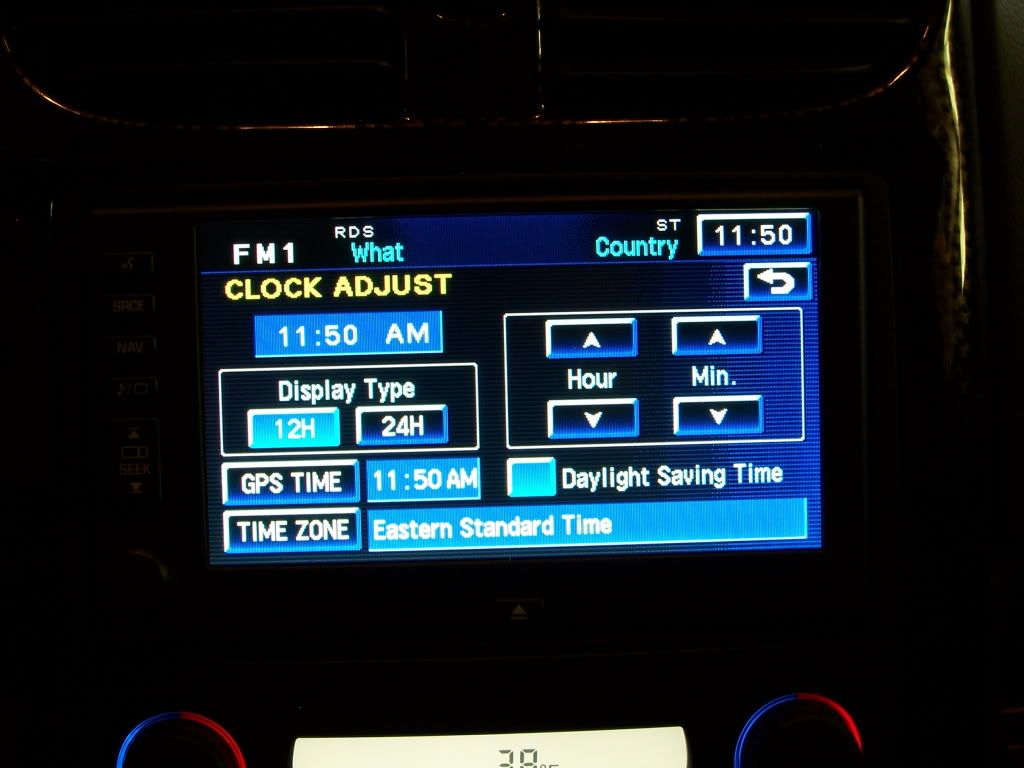 RDS ST
FM1 What Country 11:50
CLOCK ADJUST
11:50 AM
Display Type
12H 24H
Hour Min.
GPS TIME 11:50 AM
Daylight Saving Time
TIME ZONE Eastern Standard Time
SRCE
NAV
SEEK
38°F